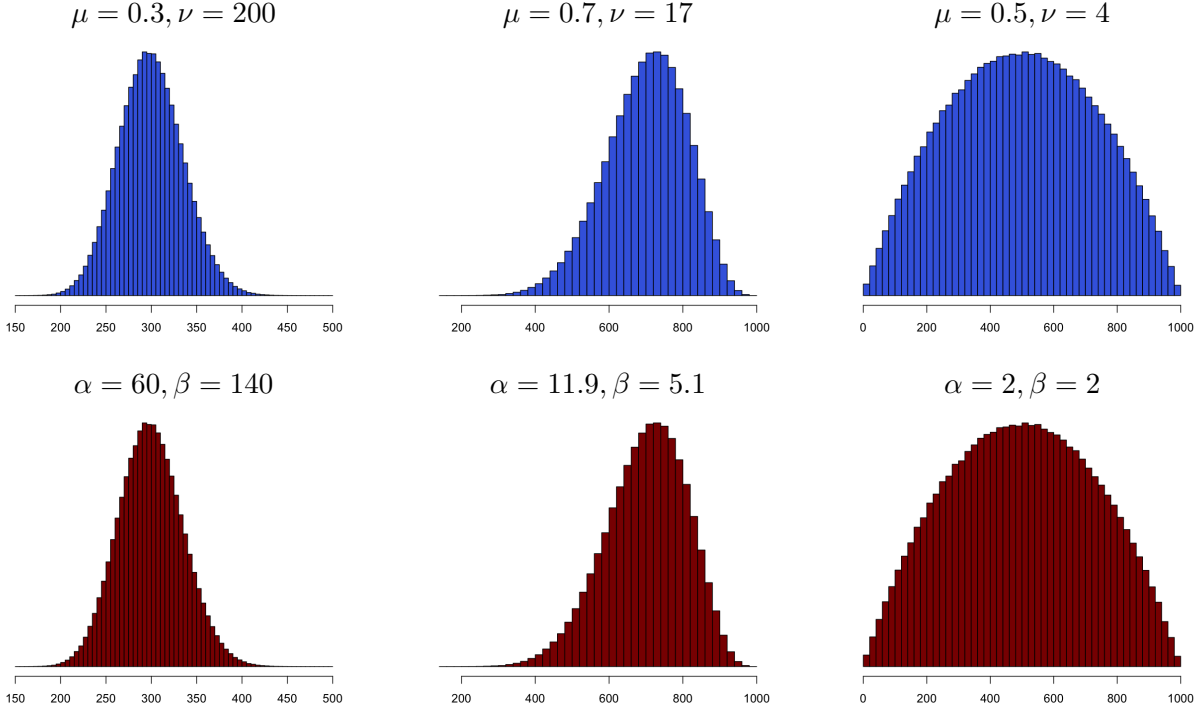 μ = 0.3, ν = 200
μ = 0.7, ν = 17
μ = 0.5, ν = 4
150 200 250 300 350 400 450 500
200 400 600 800 1000
0 200 400 600 800 1000
α = 60, β = 140
α = 11.9, β = 5.1
α = 2, β = 2
150 200 250 300 350 400 450 500
200 400 600 800 1000
0 200 400 600 800 1000